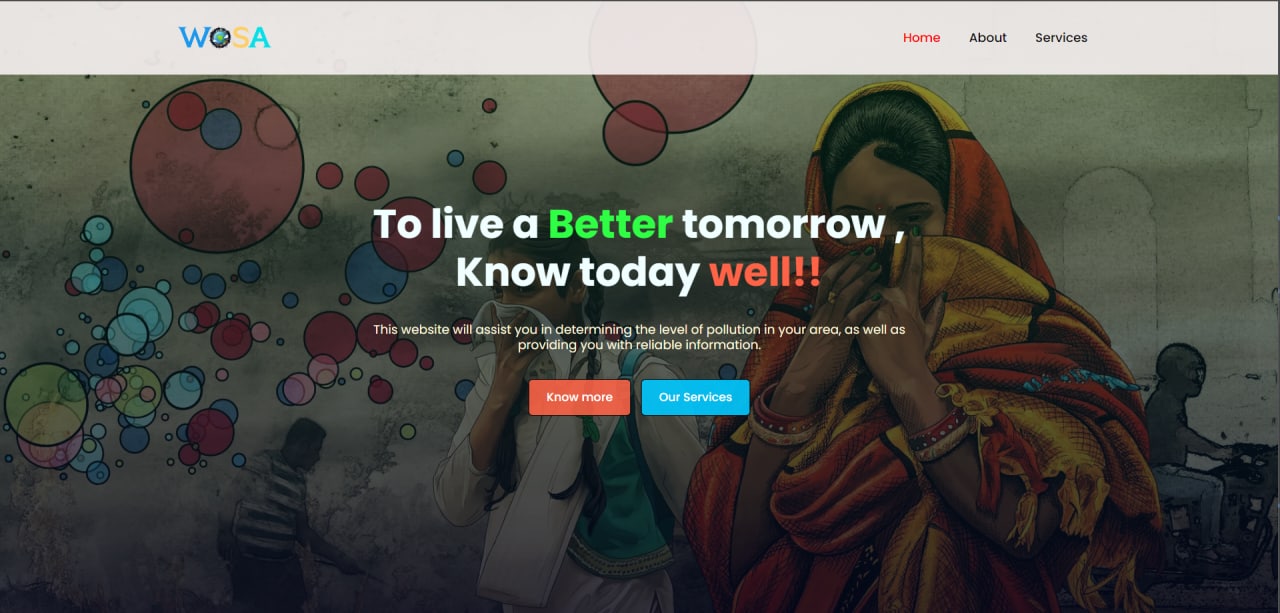 WOSA
Home About Services
To live a Better tomorrow ,
Know today well!!
This website will assist you in determining the level of pollution in your area, as well as
providing you with reliable information.
Know more Our Services